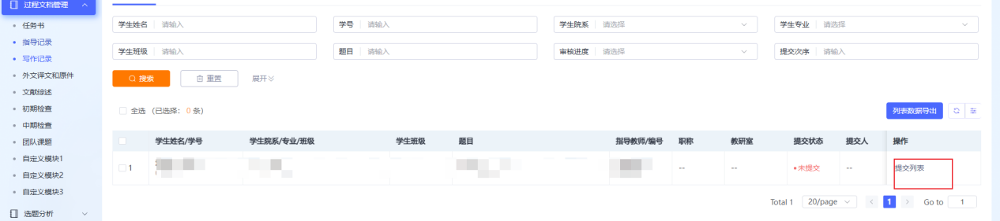 过程文档管理
任务书
指导记录
写作记录
外文译文和原件
文献综述
初期检查
中期检查
团队课题
自定义模块1
自定义模块2
自定义模块3
选题分析
学生姓名 请输入 学号 请输入 学生院系 请选择 学生专业 请选择
学生班级 请输入 题目 请输入 审核进度 请选择 提交次序 请输入
搜索 重置 展开
全选 (已选择: 0 条) 列表数据导出
学生姓名/学号 学生院系/专业/班级 学生班级 题目 指导教师/编号 职称 教研室 提交状态 提交人 操作
1 -- -- •未提交 -- 提交列表
Total 1 20/page < 1 > Go to 1